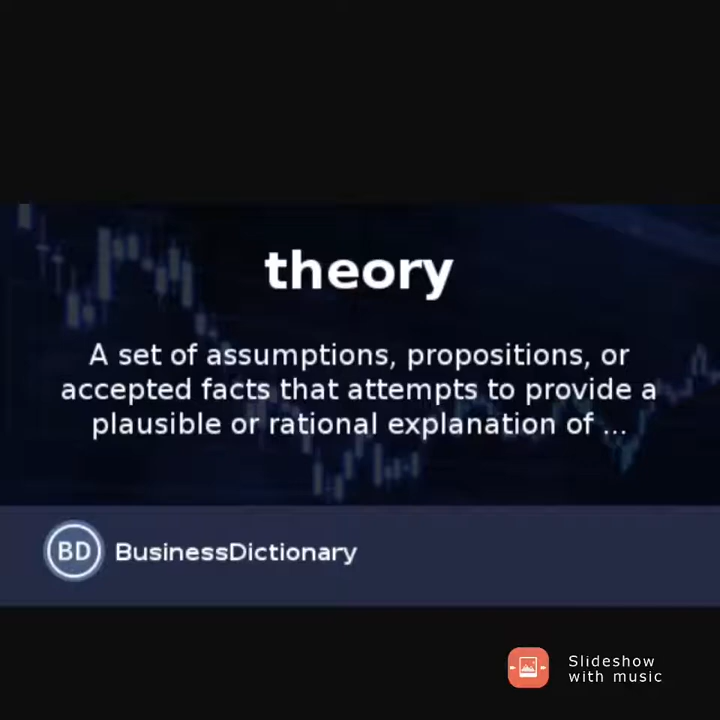 theory
A set of assumptions, propositions, or
accepted facts that attempts to provide a
plausible or rational explanation of ...
BD BusinessDictionary
Slideshow
with music